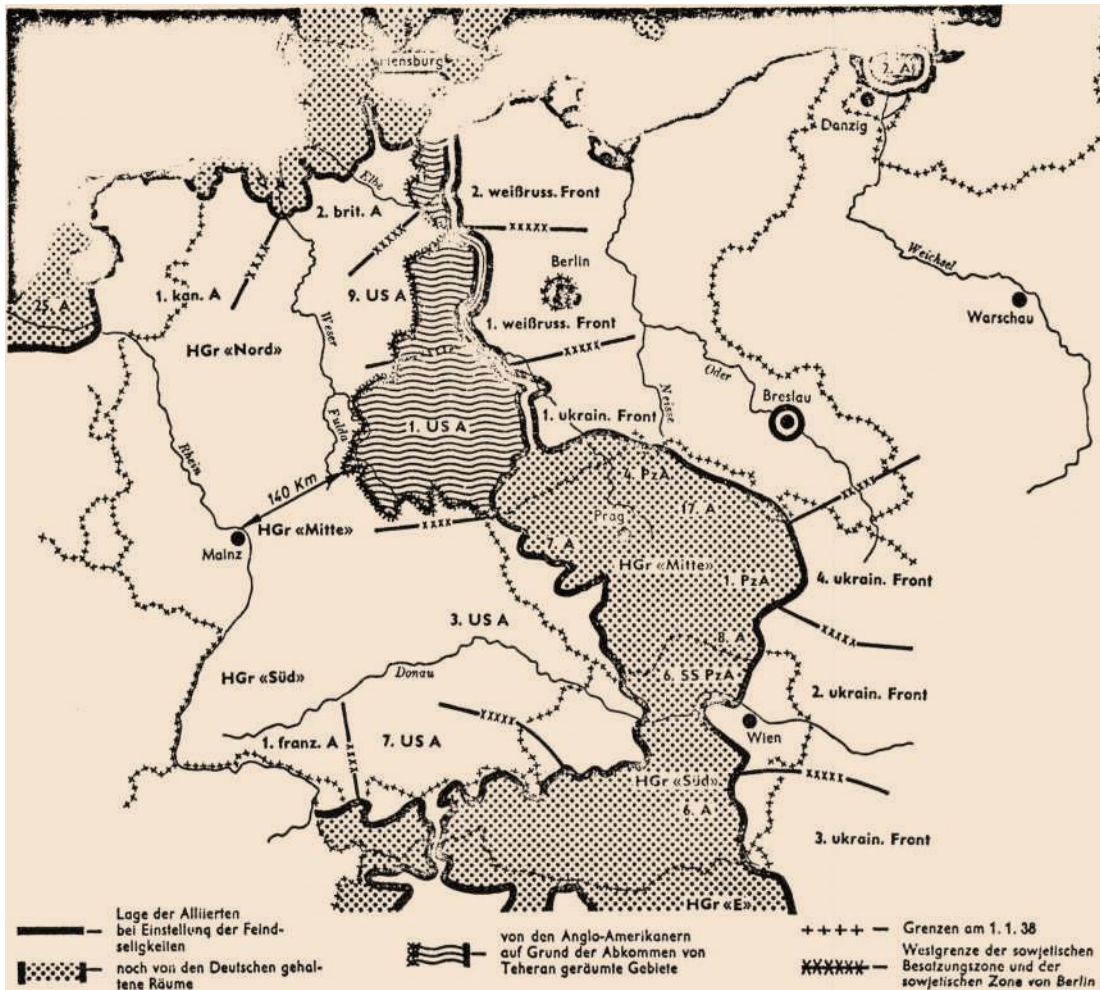 2. A
Danzig
Elbe
2. brit. A
2. weißruss. Front
Weichsel
Berlin
25. A
1. kan. A
Weser
9. US A
Warschau
1. weißruss. Front
HGr «Nord»
Oder
Neisse
Breslau
Fulda
1. US A
1. ukrain. Front
Rhein
140 Km
4. PzA
17. A
Prag
HGr «Mitte»
Mainz
7. A
HGr «Mitte»
1. PzA
4. ukrain. Front
3. US A
8. A
6. SS PzA
HGr «Süd»
Donau
2. ukrain. Front
Wien
1. franz. A
7. US A
HGr «Süd»
6. A
3. ukrain. Front
HGr «E»
Lage der Alliierten
bei Einstellung der Feind-
seligkeiten
noch von den Deutschen gehal-
tene Räume
von den Anglo-Amerikanern
auf Grund der Abkommen von
Teheran geräumte Gebiete
Grenzen am 1.1.38
Westgrenze der sowjetischen
Besatzungszone und der
sowjetischen Zone von Berlin